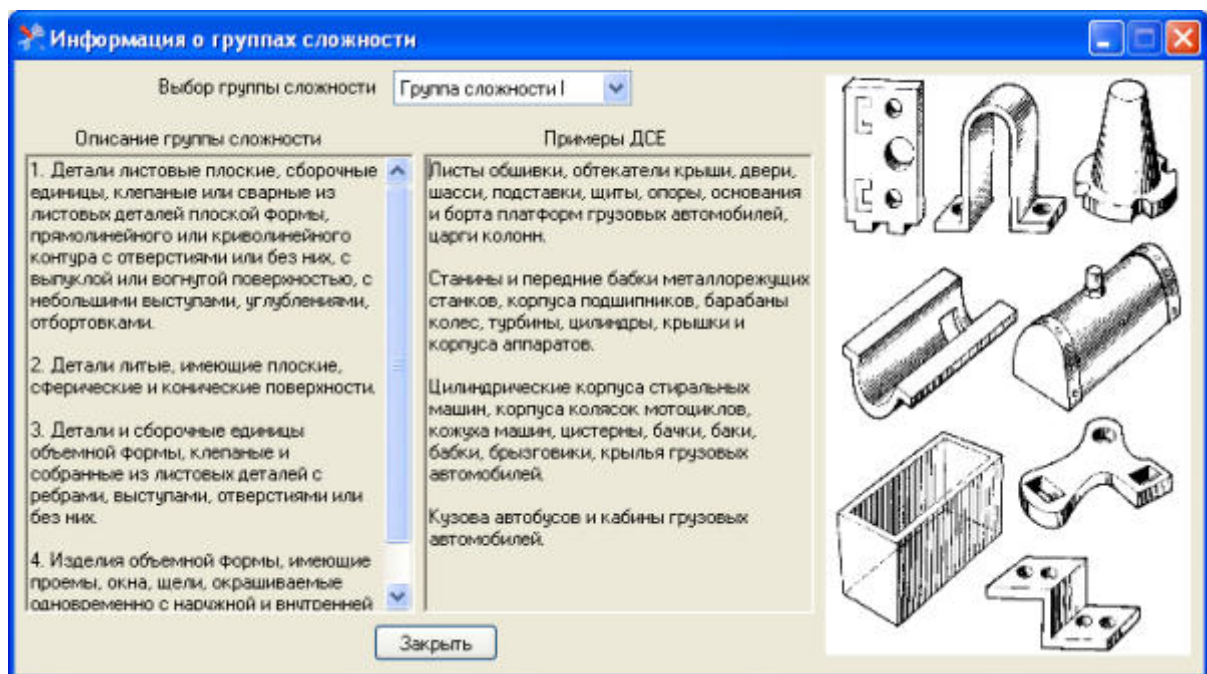 Информация о группах сложности
Выбор группы сложности
Группа сложности I
Описание группы сложности
1. Детали листовые плоские, сборочные
единицы, клепаные или сварные из
листовых деталей плоской формы,
прямолинейного или криволинейного
контура с отверстиями или без них, с
выпуклой или вогнутой поверхностью, с
небольшими выступами, углублениями,
отбортовками.
2. Детали литые, имеющие плоские,
сферические и конические поверхности.
3. Детали и сборочные единицы
объемной формы, клепаные и
собранные из листовых деталей с
ребрами, выступами, отверстиями или
без них.
4. Изделия объемной формы, имеющие
проемы, окна, щели, окрашиваемые
одновременно с наружной и внутренней
Примеры ДСЕ
Листы обшивки, обтекатели крыши, двери,
шасси, подставки, щиты, опоры, основания
и борта платформ грузовых автомобилей,
царги колонн.
Станины и передние бабки металлорежущих
станков, корпуса подшипников, барабаны
колес, турбины, цилиндры, крышки и
корпуса аппаратов.
Цилиндрические корпуса стиральных
машин, корпуса колясок мотоциклов,
кожуха машин, цистерны, бачки, баки,
бабки, брызговики, крылья грузовых
автомобилей.
Кузова автобусов и кабины грузовых
автомобилей.
Закрыть